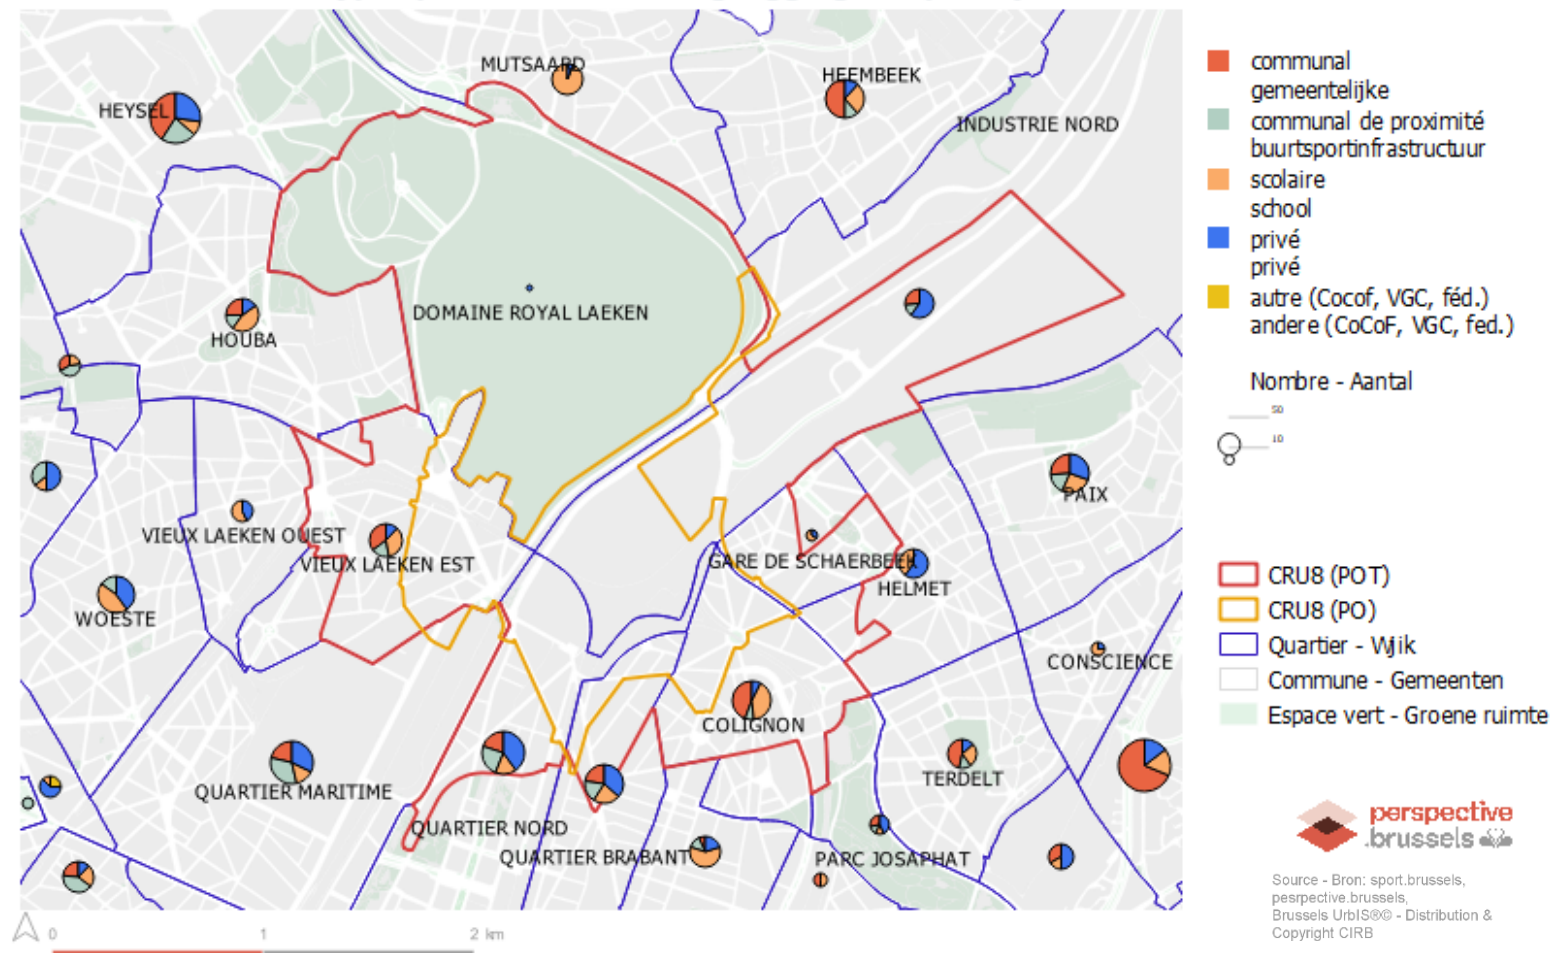 MUTSAARD
HEEMBEEK
HEYSEL
INDUSTRIE NORD
DOMAINE ROYAL LAEKEN
HOUBA
PAIX
VIEUX LAEKEN OUEST
VIEUX LAEKEN EST
GARE DE SCHAERBEEK
HELMET
WOESTE
CONSCIENCE
COLIGNON
TERDELT
QUARTIER MARITIME
QUARTIER NORD
QUARTIER BRABANT
PARC JOSAPHAT
0 1 2 km
communal
gemeentelijke
communal de proximité
buurtsportinfrastructuur
scolaire
school
privé
privé
autre (Cocof, VGC, féd.)
andere (CoCoF, VGC, fed.)
Nombre - Aantal
50
10
CRU8 (POT)
CRU8 (PO)
Quartier - Wjik
Commune - Gemeenten
Espace vert - Groene ruimte
perspective
.brussels
Source - Bron: sport.brussels,
pesrpective.brussels,
Brussels UrbIS®© - Distribution &
Copyright CIRB